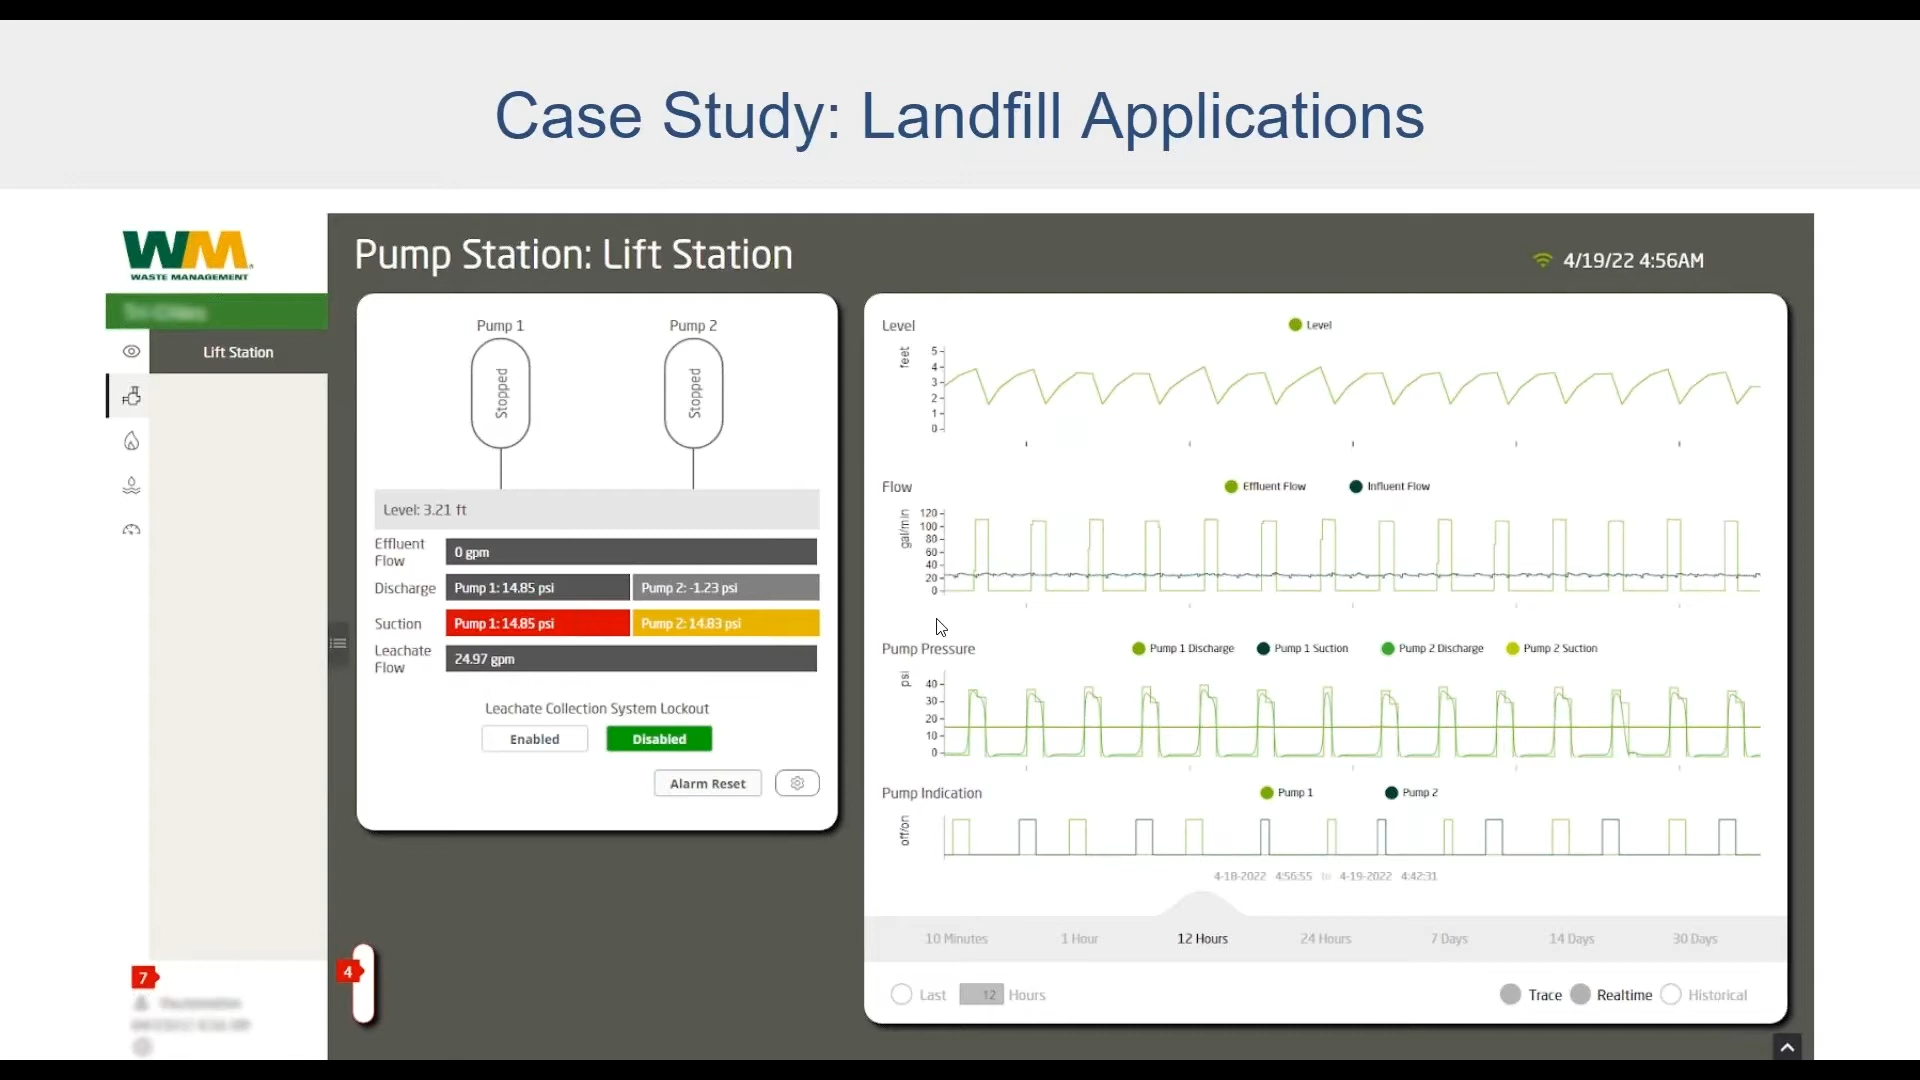 Case Study: Landfill Applications
WM
WASTE MANAGEMENT
Lift Station
7
Pump Station: Lift Station
4/19/22 4:56AM
Pump 1
Pump 2
Stopped
Stopped
Level: 3.21 ft
Effluent
Flow
0 gpm
Discharge
Pump 1: 14.85 psi
Pump 2: -1.23 psi
Suction
Pump 1: 14.85 psi
Pump 2: 14.83 psi
Leachate
Flow
24.97 gpm
Leachate Collection System Lockout
Enabled
Disabled
Alarm Reset
4
Level
Level
feet
5
4
3
2
1
0
Flow
Effluent Flow
Influent Flow
gal/min
120
100
80
60
40
20
0
Pump Pressure
Pump 1 Discharge
Pump 1 Suction
Pump 2 Discharge
Pump 2 Suction
psi
40
30
20
10
0
Pump Indication
Pump 1
Pump 2
off/on
4-18-2022 4:56:55 to 4-19-2022 4:42:31
10 Minutes
1 Hour
12 Hours
24 Hours
7 Days
14 Days
30 Days
Last 12 Hours
Trace
Realtime
Historical